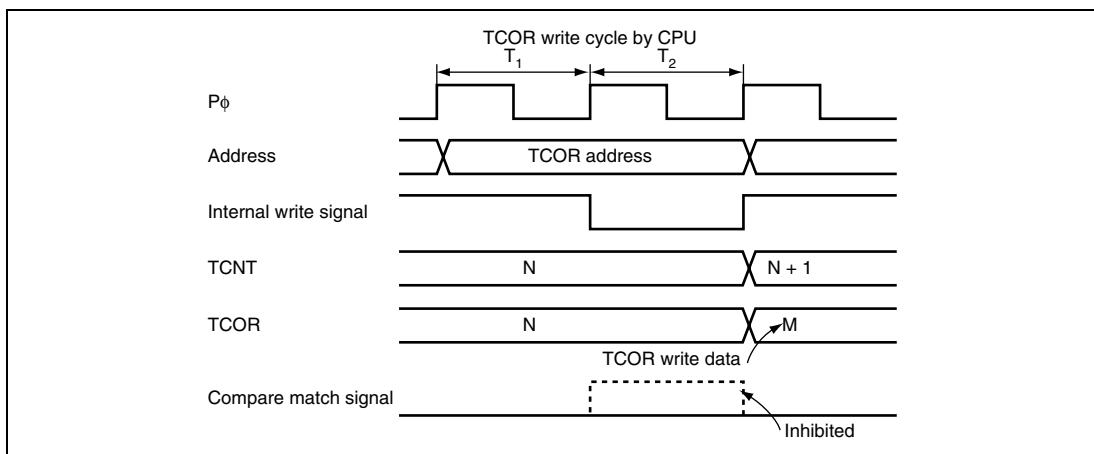 TCOR write cycle by CPU
T1 T2
Pϕ
Address TCOR address
Internal write signal
TCNT N N + 1
TCOR N M
TCOR write data
Compare match signal
Inhibited